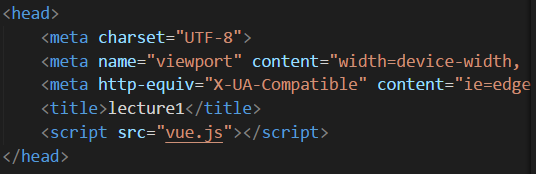 <head>
<meta charset="UTF-8">
<meta name="viewport" content="width=device-width,
<meta http-equiv="X-UA-Compatible" content="ie=edge
<title>lecture1</title>
<script src="vue.js"></script>
</head>